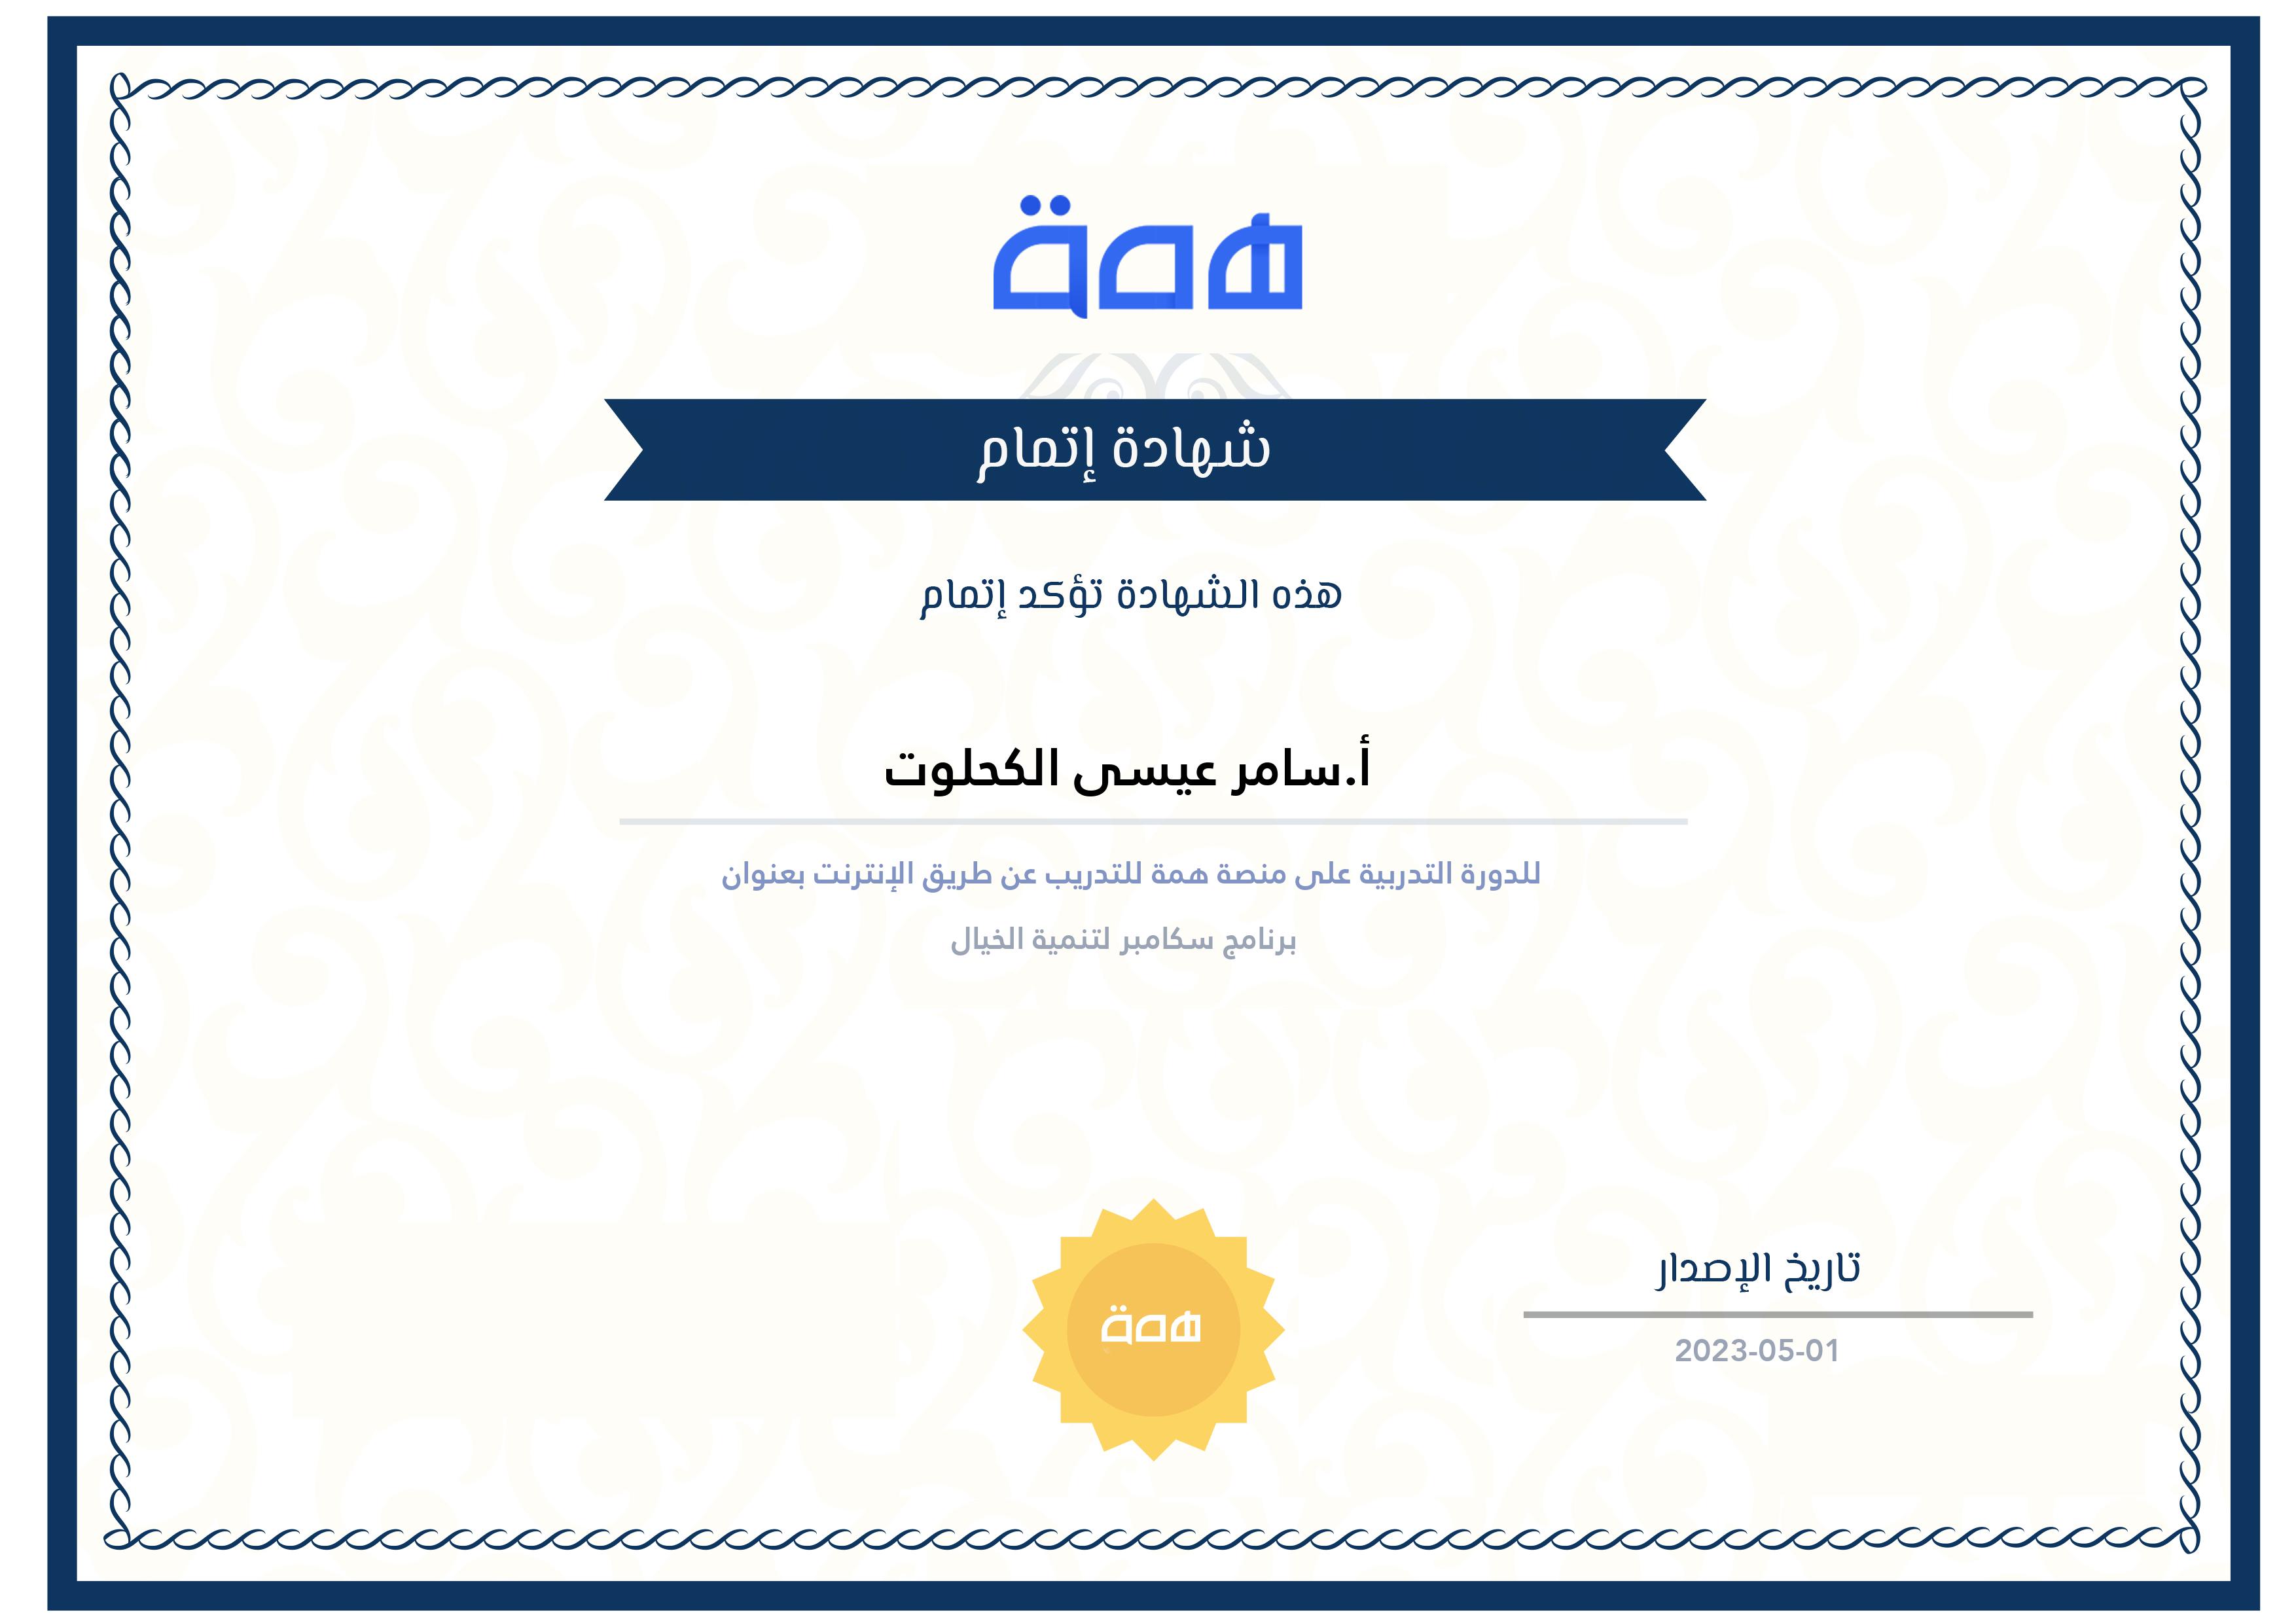 همة
شهادة إتمام
هذه الشهادة تؤكد إتمام
أ.سامر عيسى الكحلوت
للدورة التدربية على منصة همة للتدريب عن طريق الإنترنت بعنوان
برنامج سكامبر لتنمية الخيال
تاريخ الإصدار
2023-05-01
همة